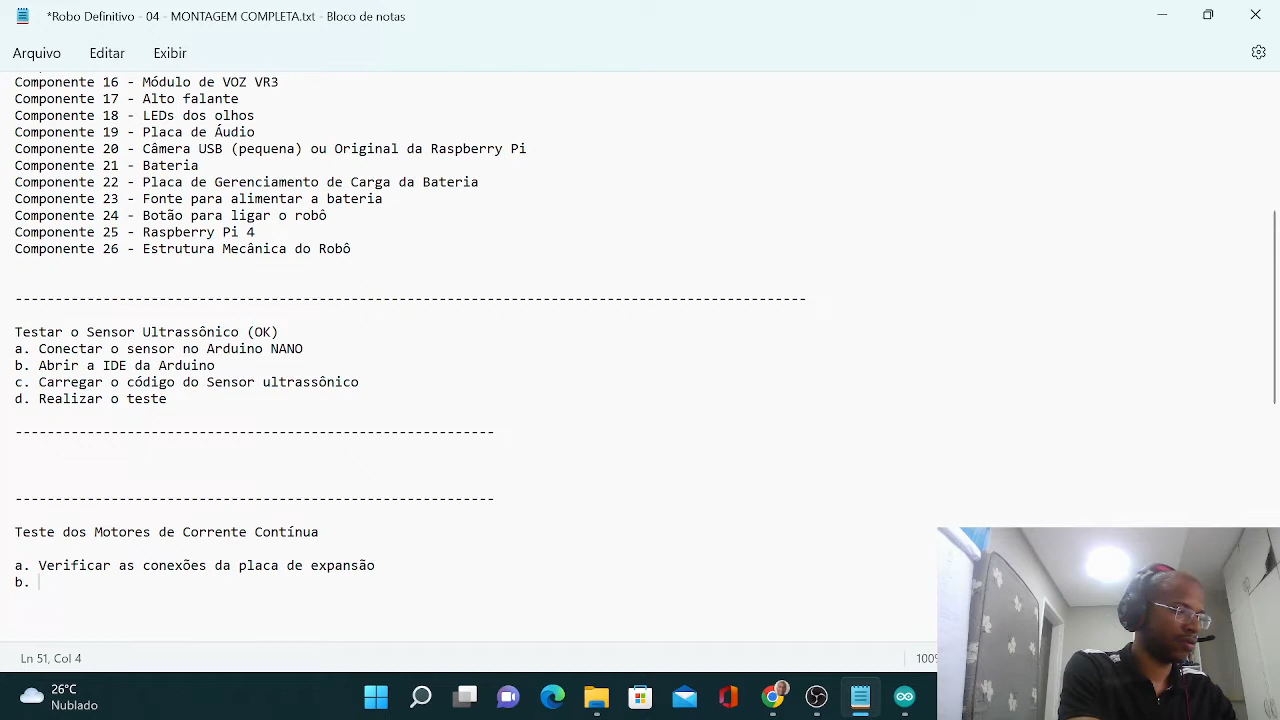 *Robo Definitivo - 04 - MONTAGEM COMPLETA.txt - Bloco de notas
Arquivo Editar Exibir
Componente 16 - Módulo de VOZ VR3
Componente 17 - Alto falante
Componente 18 - LEDs dos olhos
Componente 19 - Placa de Áudio
Componente 20 - Câmera USB (pequena) ou Original da Raspberry Pi
Componente 21 - Bateria
Componente 22 - Placa de Gerenciamento de Carga da Bateria
Componente 23 - Fonte para alimentar a bateria
Componente 24 - Botão para ligar o robô
Componente 25 - Raspberry Pi 4
Componente 26 - Estrutura Mecânica do Robô
---------------------------------------------------------------------------------------------------
Testar o Sensor Ultrassônico (OK)
a. Conectar o sensor no Arduino NANO
b. Abrir a IDE da Arduino
c. Carregar o código do Sensor ultrassônico
d. Realizar o teste
------------------------------------------------------------
------------------------------------------------------------
Teste dos Motores de Corrente Contínua
a. Verificar as conexões da placa de expansão
b.
Ln 51, Col 4
100%
26°C
Nublado